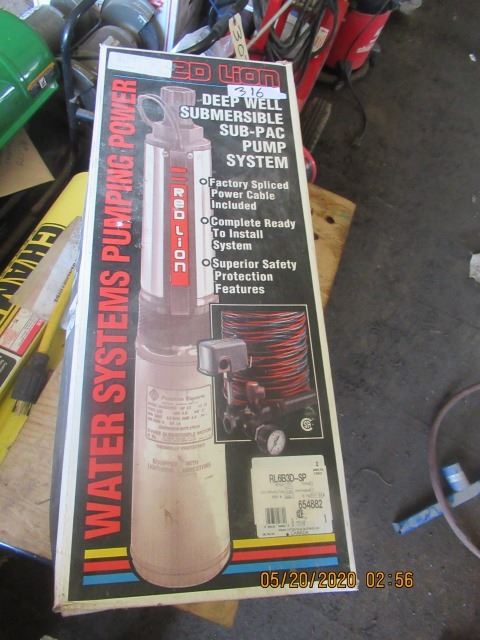 30
RED LION
316
DEEP WELL
SUBMERSIBLE
SUB-PAC
PUMP
SYSTEM
Factory Spliced
Power Cable
Included
Complete Ready
To Install
System
Superior Safety
Protection
Features
RED LION
WATER SYSTEMS PUMPING POWER
RL6B3D-SP
654882
CHAIN
05/20/2020 02:56